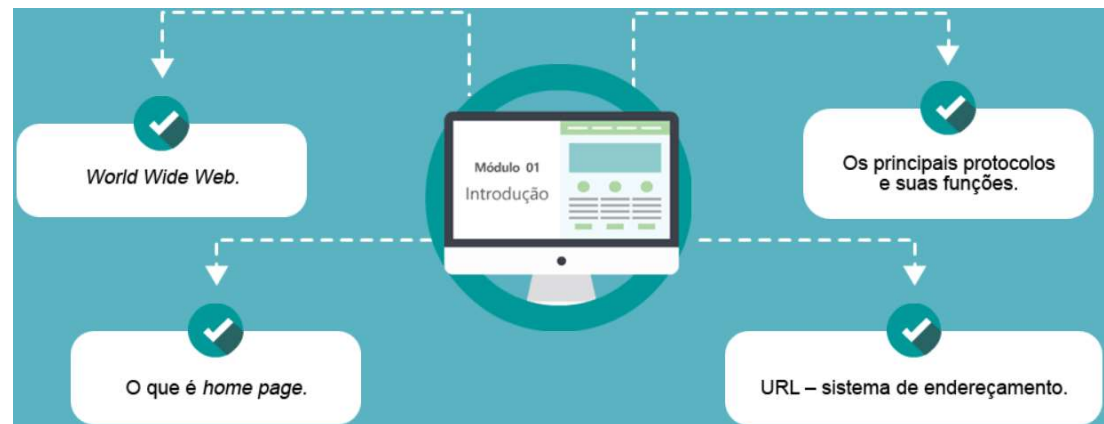 World Wide Web.
Módulo 01
Introdução
Os principais protocolos
e suas funções.
O que é home page.
URL – sistema de endereçamento.